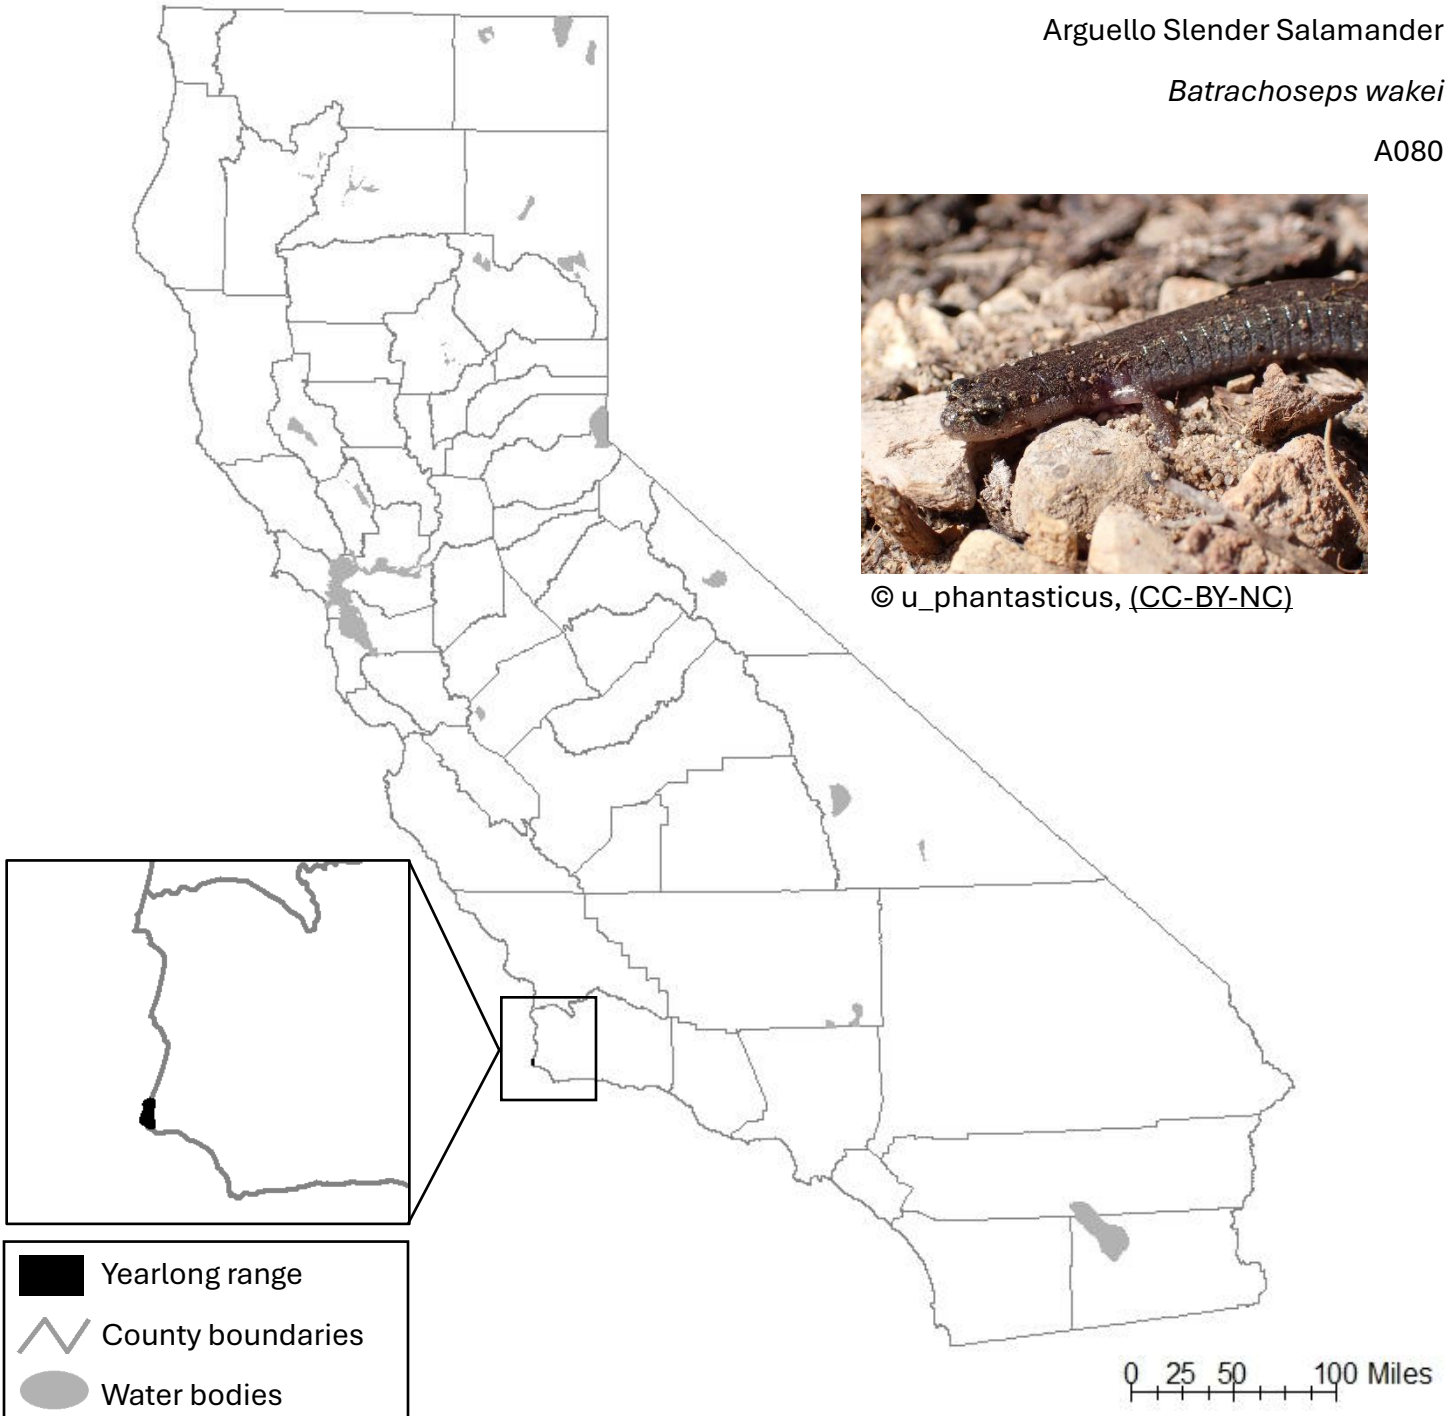 Arguello Slender Salamander
Batrachoseps wakei
A080
© u_phantasticus, (CC-BY-NC)
Yearlong range
County boundaries
Water bodies
0 25 50 100 Miles